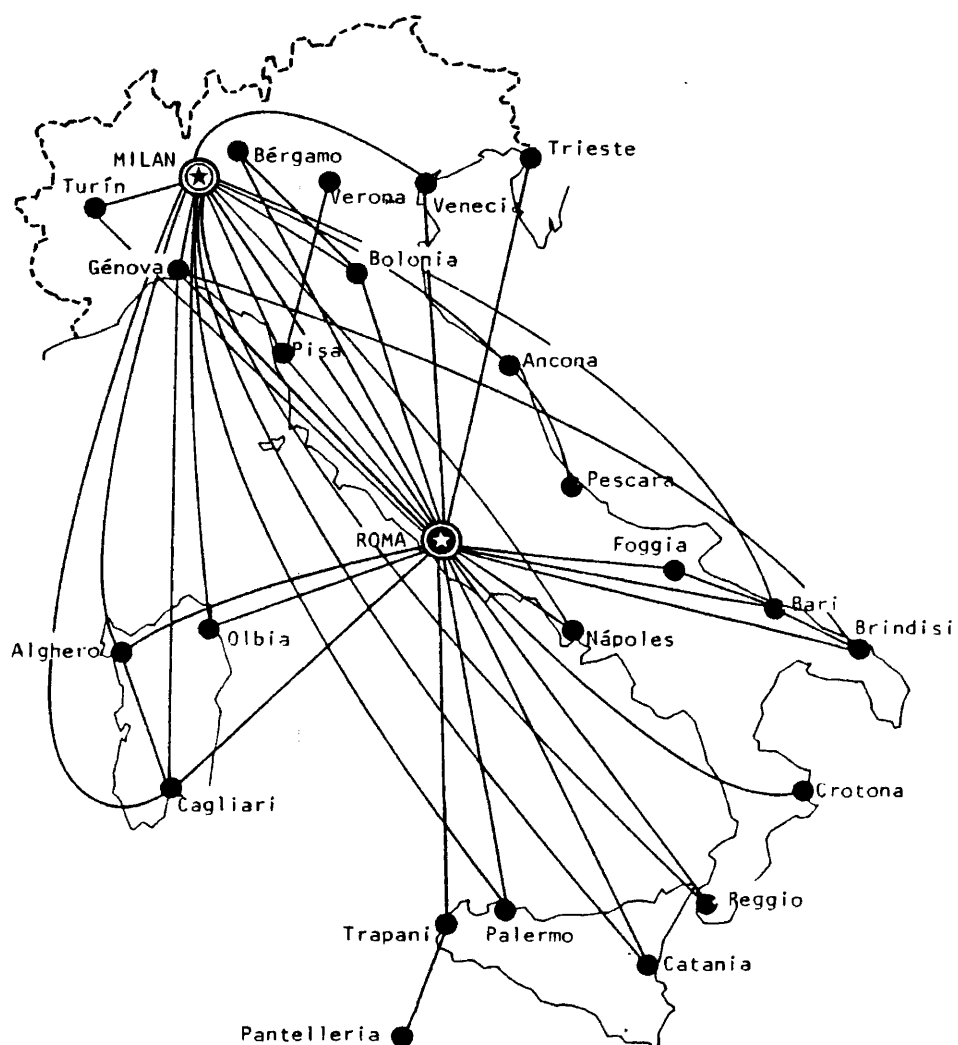 Trieste
MILAN
Bérgamo
Turín
Verona
Venecia
Bolonia
Génova
Pisa
Ancona
Pescara
ROMA
Foggia
Bari
Brindisi
Olbia
Nápoles
Alghero
Cagliari
Crotona
Reggio
Trapani
Palermo
Catania
Pantelleria